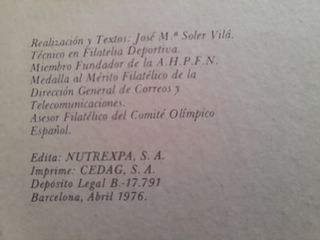 Realización y Textos: José M.ª Soler Vilá.
Técnico en Filatelia Deportiva.
Miembro Fundador de la A.H.P.F.N.
Medalla al Mérito Filatélico de la
Dirección General de Correos y
Telecomunicaciones.
Asesor Filatélico del Comité Olímpico
Español.
Edita: NUTREXPA, S. A.
Imprime: CEDAG, S. A.
Depósito Legal B.-17.791
Barcelona, Abril 1976.